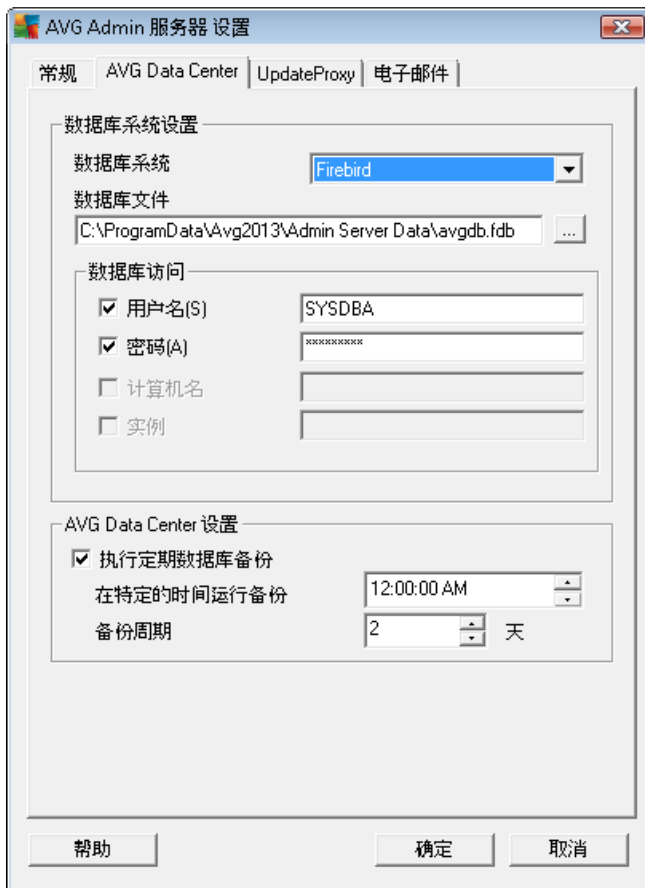 AVG Admin 服务器 设置
常规 AVG Data Center UpdateProxy 电子邮件
数据库系统设置
数据库系统 Firebird
数据库文件
C:\ProgramData\Avg2013\Admin Server Data\avgdb.fdb ...
数据库访问
用户名(S) SYSDBA
密码(A) *********
计算机名
实例
AVG Data Center 设置
执行定期数据库备份
在特定的时间运行备份 12:00:00 AM
备份周期 2 天
帮助 确定 取消